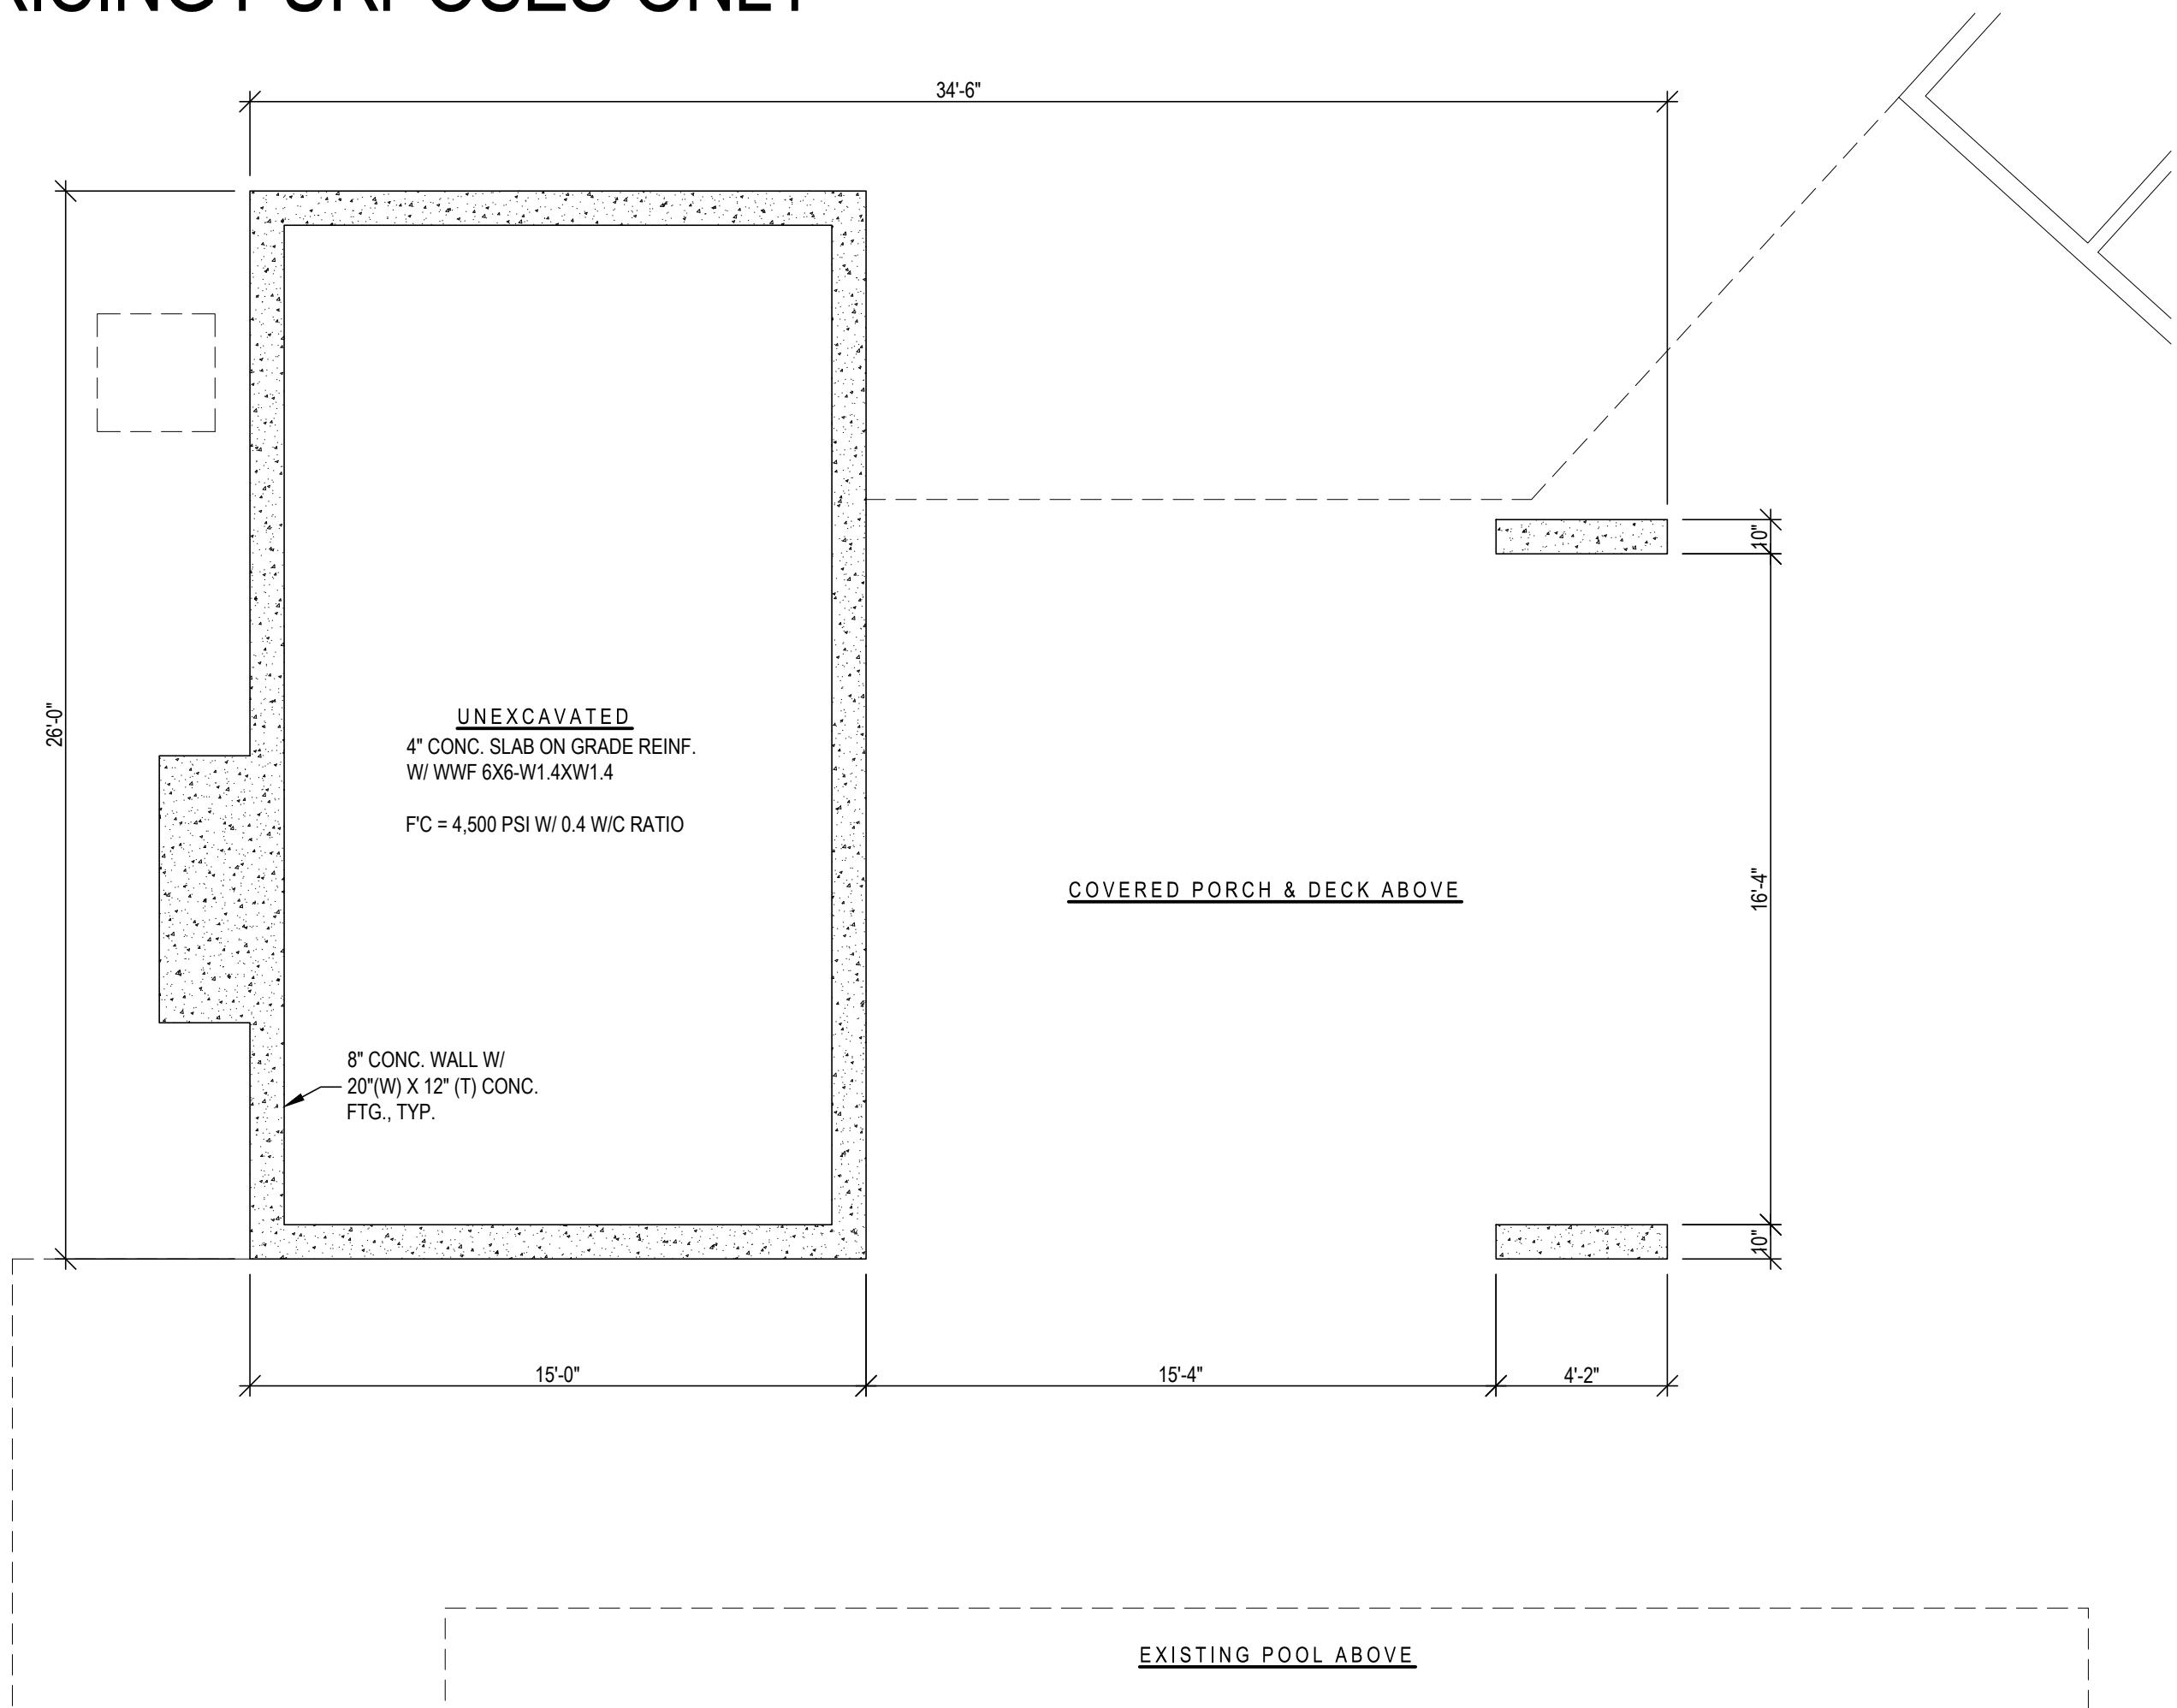 PURPOSES ONLY
34'-6"
10"
26'-0"
UNEXCAVATED
4" CONC. SLAB ON GRADE REINF.
W/ WWF 6X6-W1.4XW1.4
F'C = 4,500 PSI W/ 0.4 W/C RATIO
COVERED PORCH & DECK ABOVE
16'-4"
8" CONC. WALL W/
20"(W) X 12" (T) CONC.
FTG., TYP.
10"
15'-0"
15'-4"
4'-2"
EXISTING POOL ABOVE